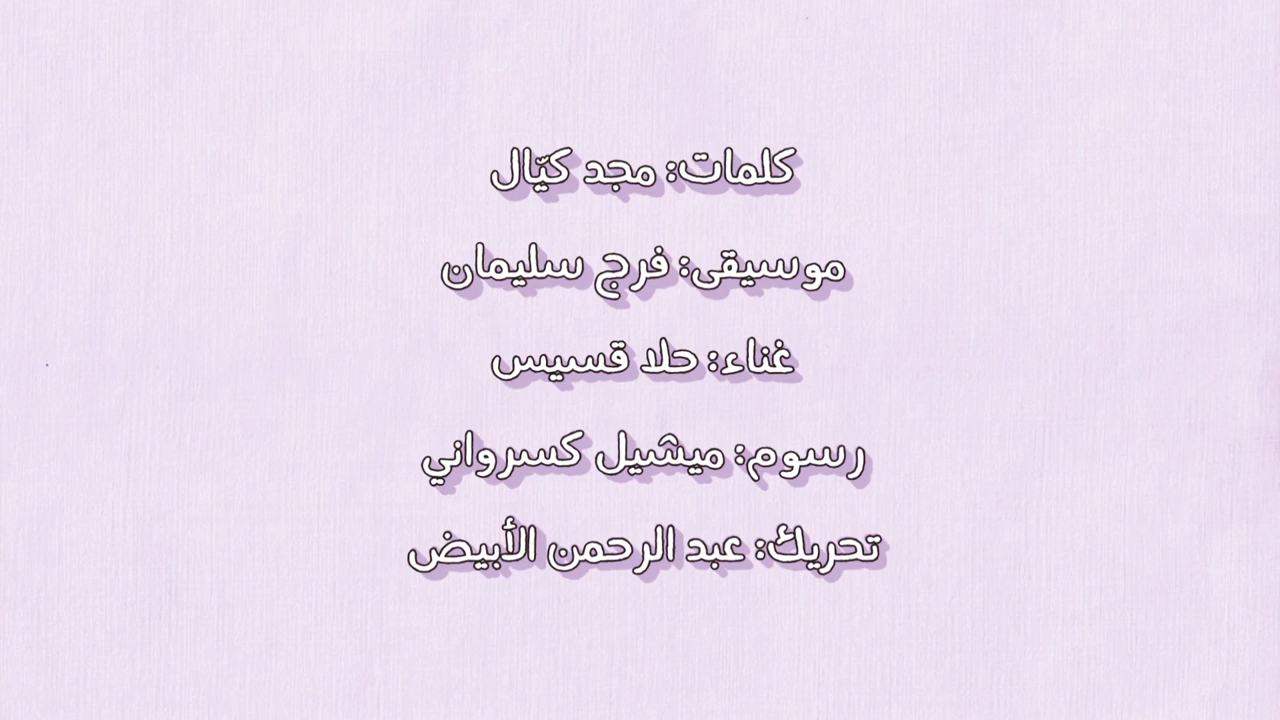 كلمات: مجد كيّال
موسيقى: فرج سليمان
غناء: حلا قسيس
رسوم: ميشيل كسرواني
تحريك: عبد الرحمن الأبيض